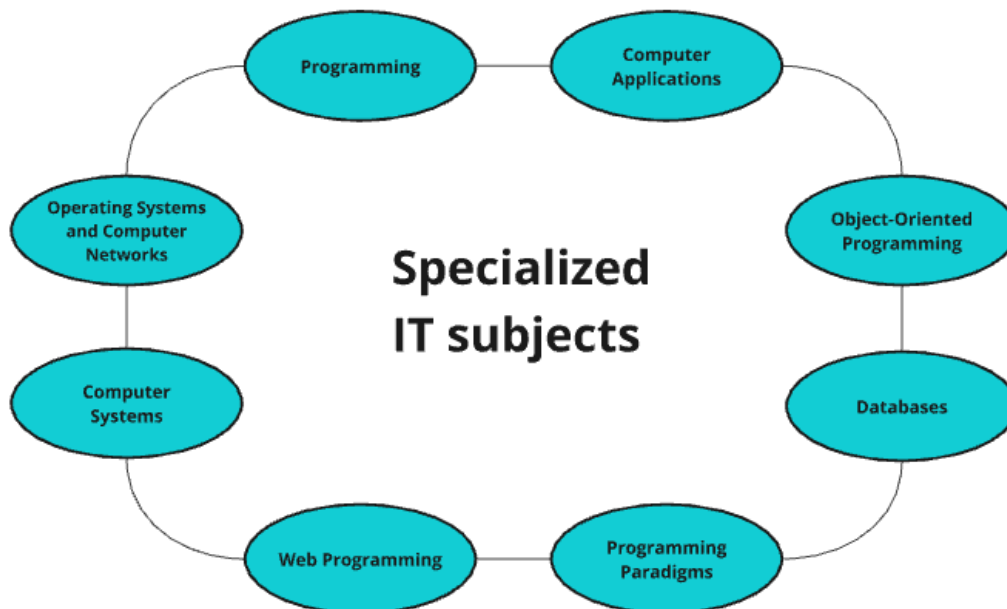 Programming
Computer
Applications
Operating Systems
and Computer
Networks
Object-Oriented
Programming
Specialized
IT subjects
Computer
Systems
Databases
Web Programming
Programming
Paradigms